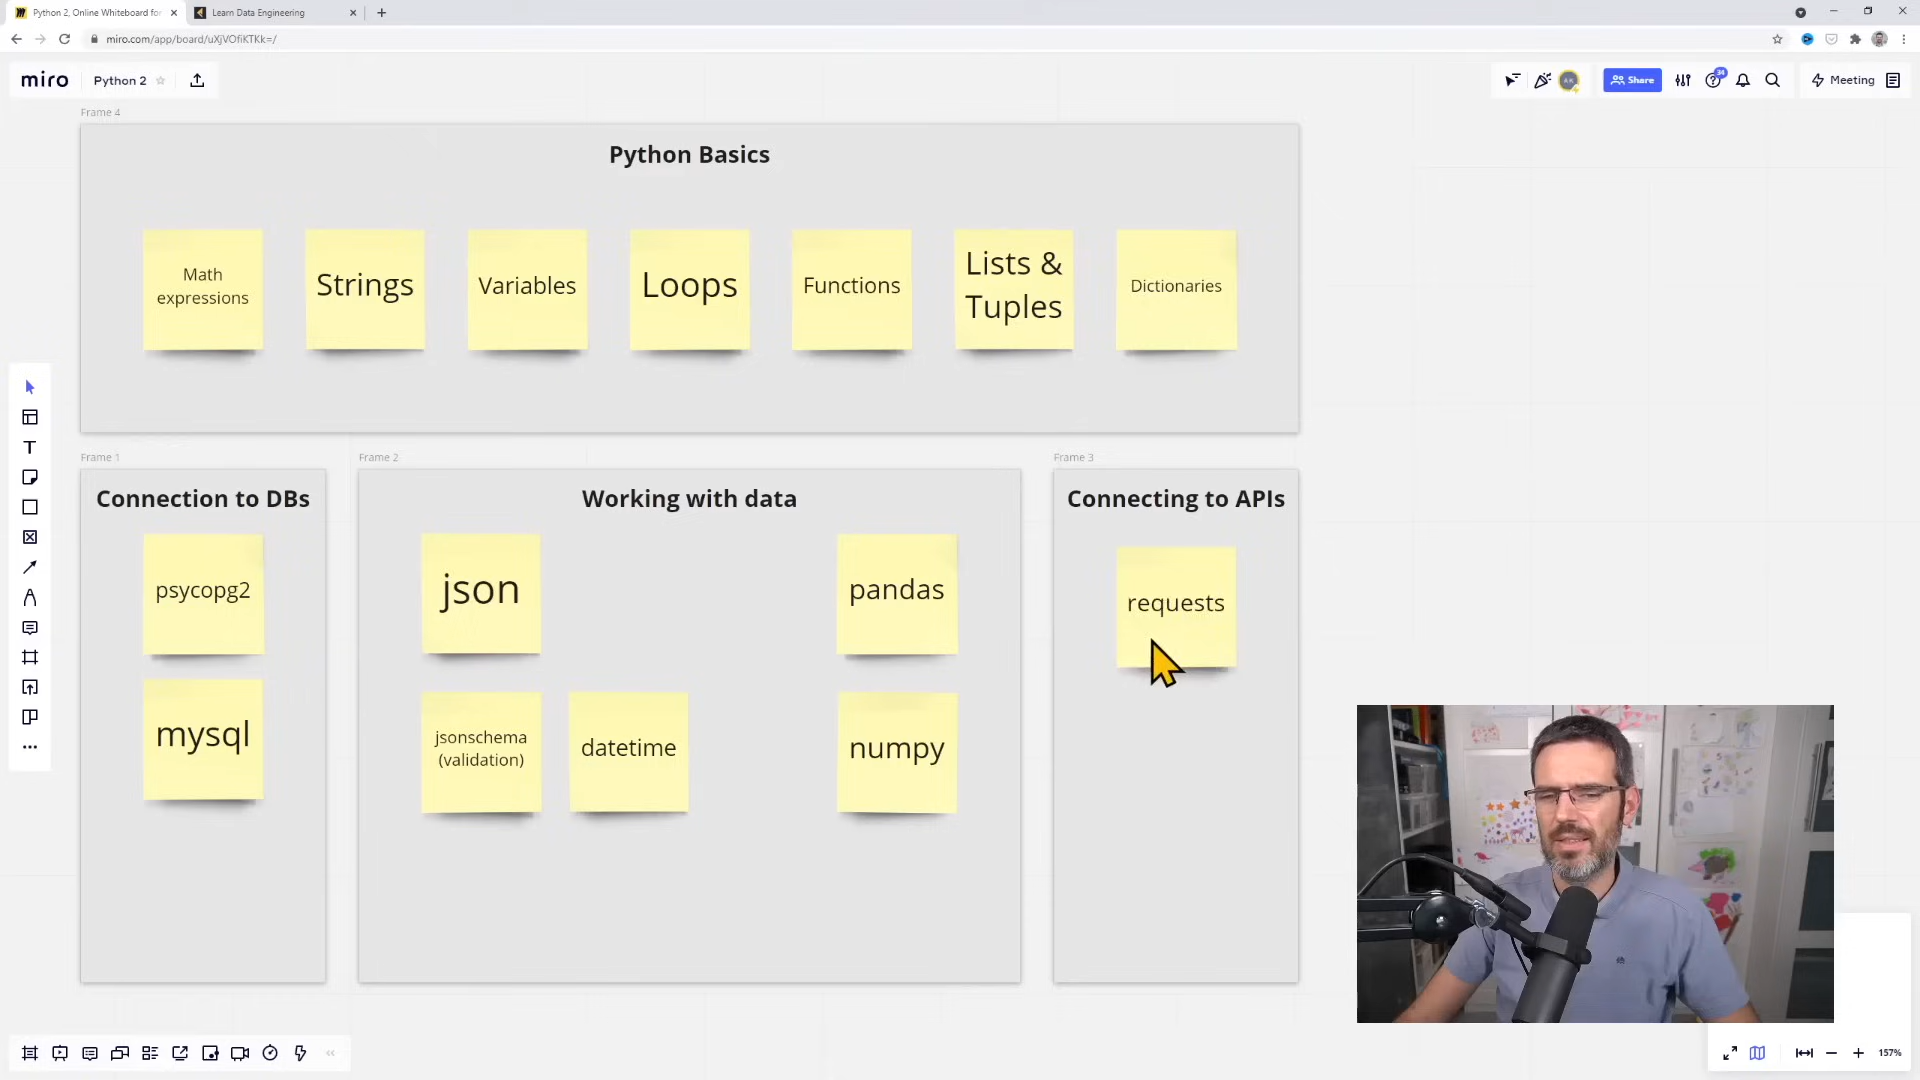 Python 2, Online Whiteboard for
Learn Data Engineering
miro.com/app/board/uXjVOfiKTKk=/
miro
Python 2
Share
34
Meeting
Frame 4
Python Basics
Math
expressions
Strings
Variables
Loops
Functions
Lists &
Tuples
Dictionaries
Frame 1
Connection to DBs
psycopg2
mysql
Frame 2
Working with data
json
pandas
jsonschema
(validation)
datetime
numpy
Frame 3
Connecting to APIs
requests
157%